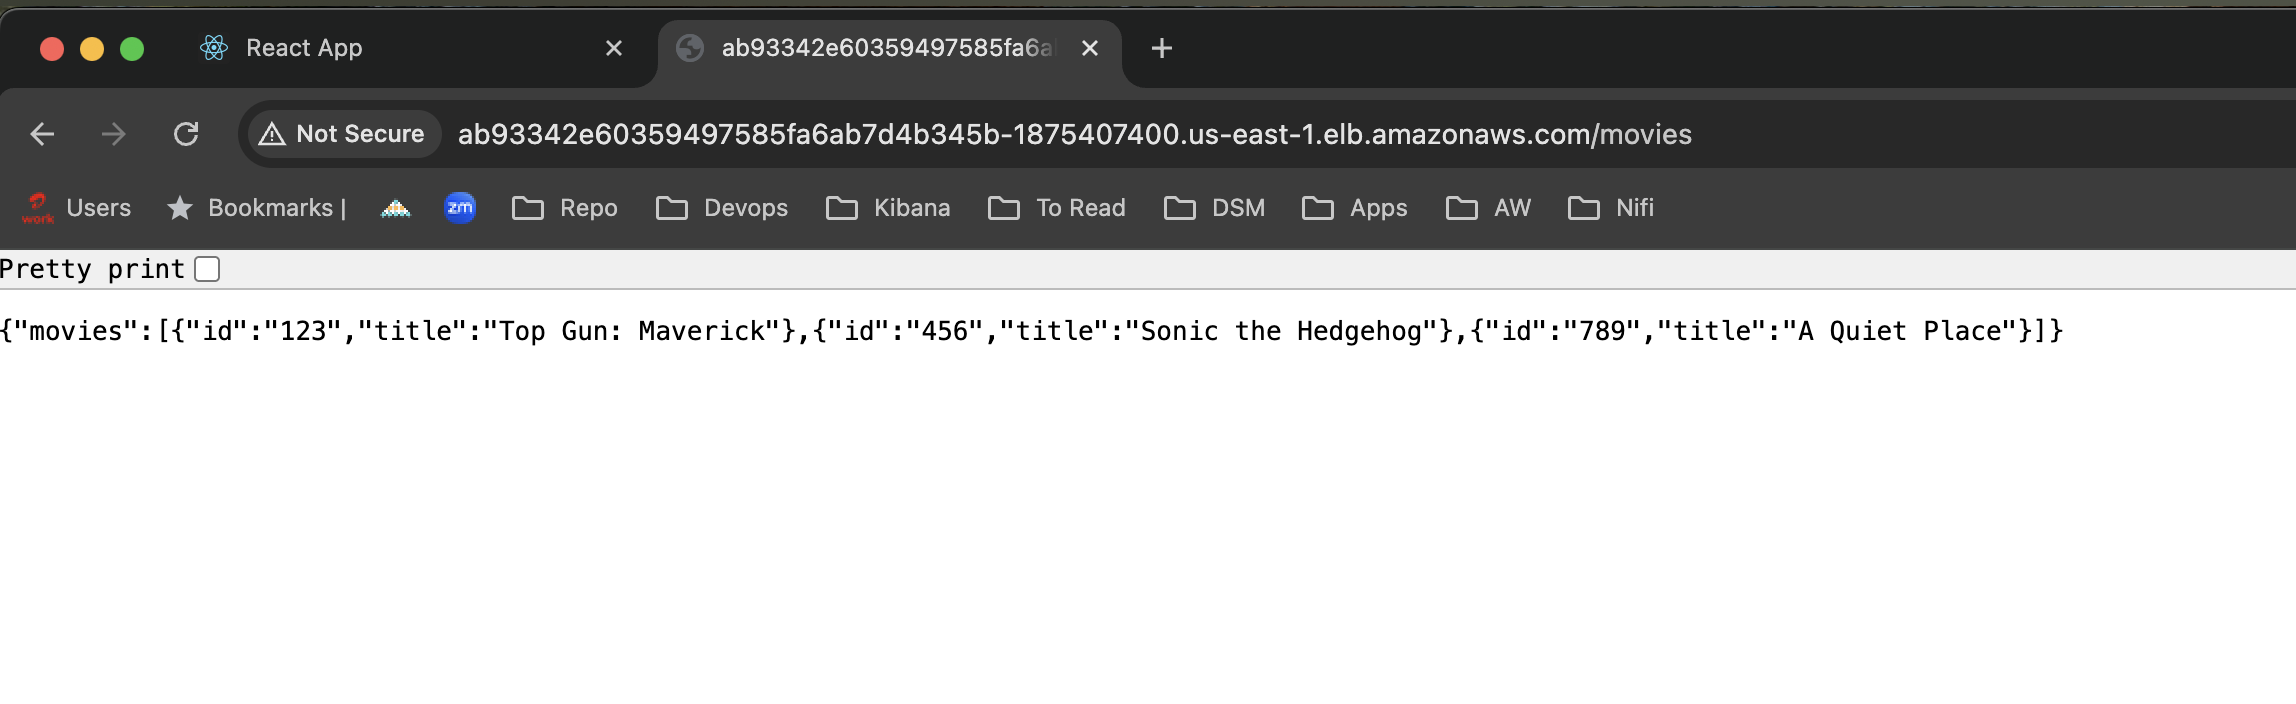 React App
ab93342e60359497585fa6a
Not Secure
ab93342e60359497585fa6ab7d4b345b-1875407400.us-east-1.elb.amazonaws.com/movies
work Users Bookmarks | zm Repo Devops Kibana To Read DSM Apps AW Nifi
Pretty print
{"movies":[{"id":"123","title":"Top Gun: Maverick"},{"id":"456","title":"Sonic the Hedgehog"},{"id":"789","title":"A Quiet Place"}]}